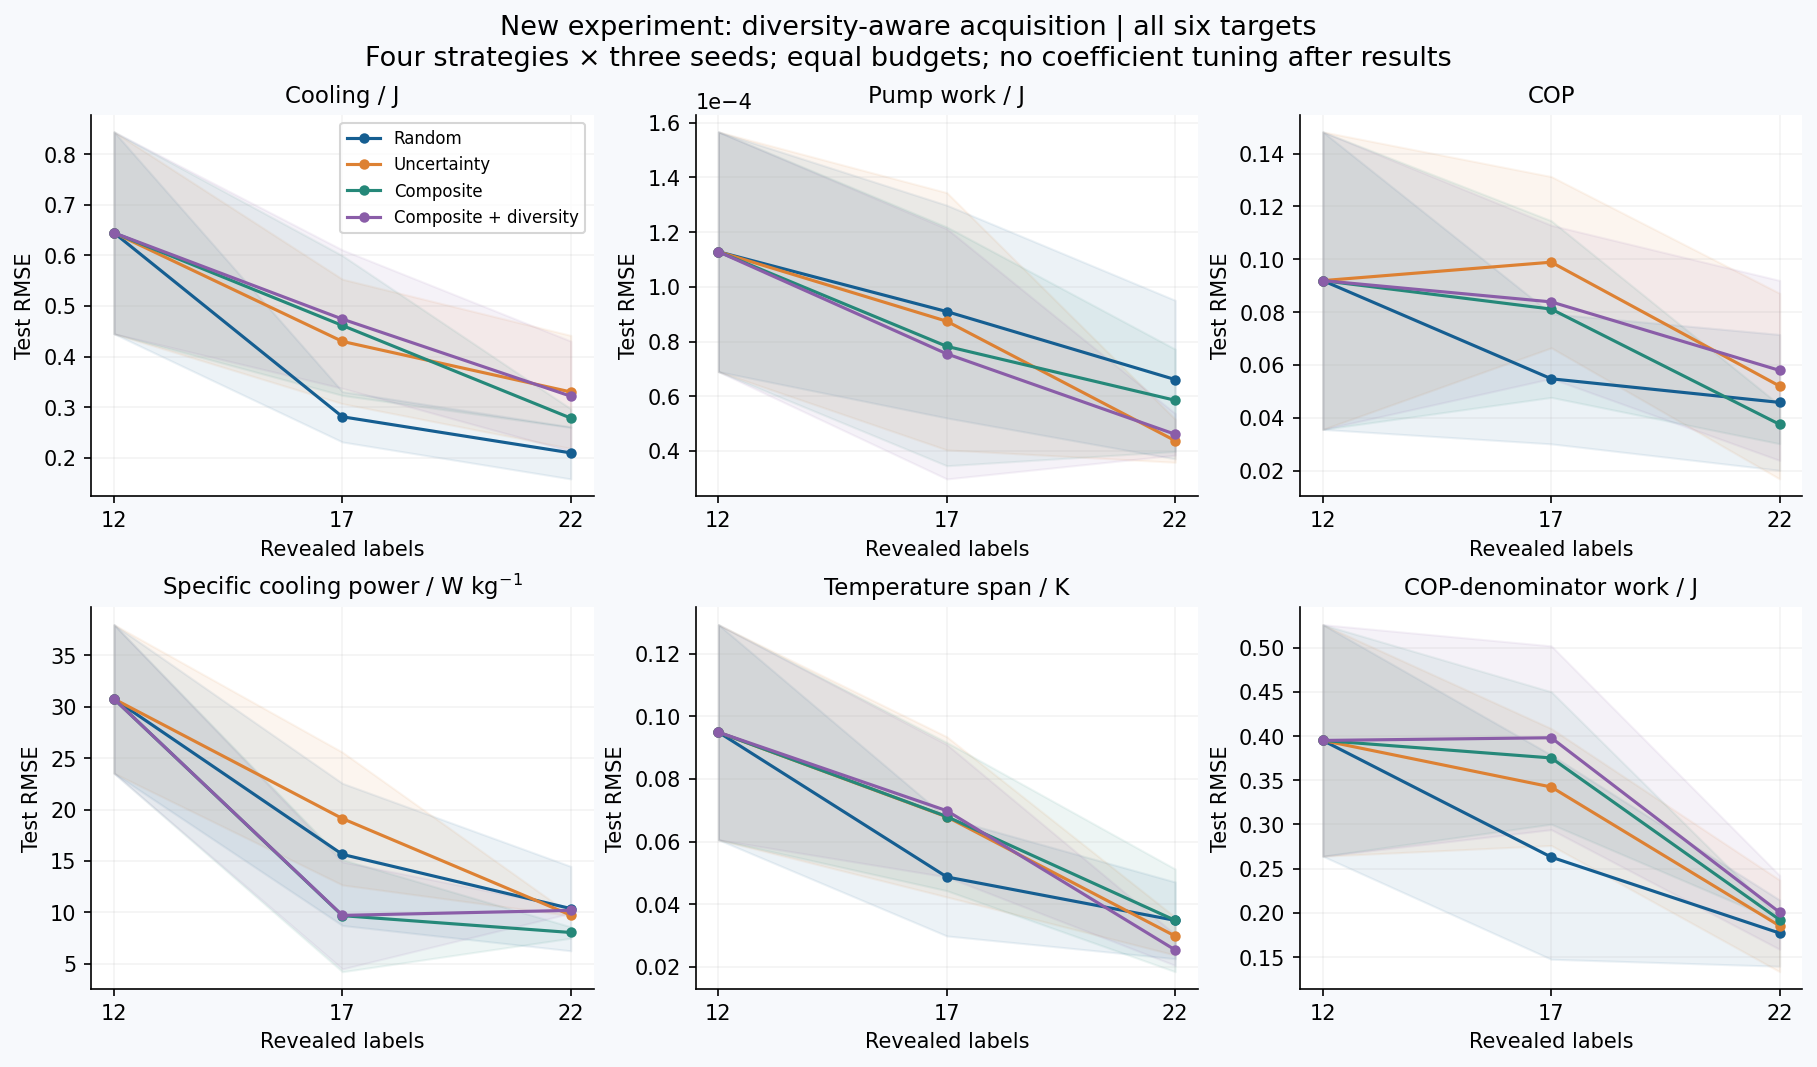 New experiment: diversity-aware acquisition | all six targets
Four strategies × three seeds; equal budgets; no coefficient tuning after results
Cooling / J
Test RMSE
0.8
0.7
0.6
0.5
0.4
0.3
0.2
Random
Uncertainty
Composite
Composite + diversity
12
17
22
Revealed labels
Pump work / J
1e−4
Test RMSE
1.6
1.4
1.2
1.0
0.8
0.6
0.4
12
17
22
Revealed labels
COP
Test RMSE
0.14
0.12
0.10
0.08
0.06
0.04
0.02
12
17
22
Revealed labels
Specific cooling power / W kg⁻¹
Test RMSE
35
30
25
20
15
10
5
12
17
22
Revealed labels
Temperature span / K
Test RMSE
0.12
0.10
0.08
0.06
0.04
0.02
12
17
22
Revealed labels
COP-denominator work / J
Test RMSE
0.50
0.45
0.40
0.35
0.30
0.25
0.20
0.15
12
17
22
Revealed labels